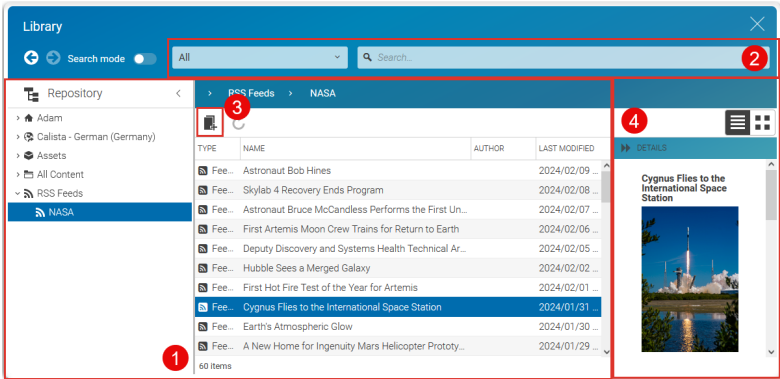 Library
Search mode
All
Search...
2
Repository
RSS Feeds > NASA
3
4
Adam
Calista - German (Germany)
Assets
All Content
RSS Feeds
NASA
1
TYPE NAME AUTHOR LAST MODIFIED
Fee... Astronaut Bob Hines 2024/02/09 ...
Fee... Skylab 4 Recovery Ends Program 2024/02/08 ...
Fee... Astronaut Bruce McCandless Performs the First Un... 2024/02/07 ...
Fee... First Artemis Moon Crew Trains for Return to Earth 2024/02/06 ...
Fee... Deputy Discovery and Systems Health Technical Ar... 2024/02/05 ...
Fee... Hubble Sees a Merged Galaxy 2024/02/02 ...
Fee... First Hot Fire Test of the Year for Artemis 2024/02/01 ...
Fee... Cygnus Flies to the International Space Station 2024/01/31 ...
Fee... Earth's Atmospheric Glow 2024/01/30 ...
Fee... A New Home for Ingenuity Mars Helicopter Prototy... 2024/01/29 ...
60 items
DETAILS
Cygnus Flies to the
International Space
Station